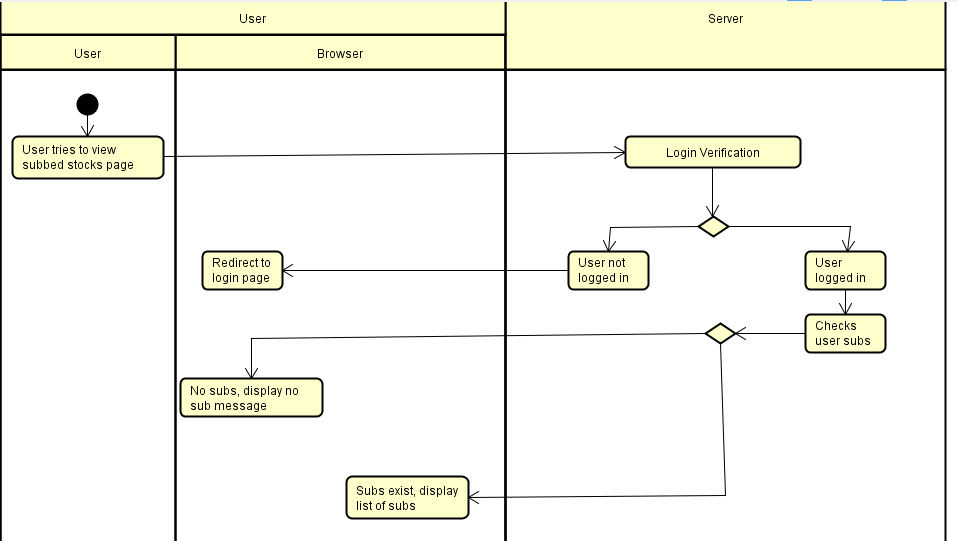 User
Server
User
Browser
User tries to view
subbed stocks page
Login Verification
Redirect to
login page
User not
logged in
User
logged in
Checks
user subs
No subs, display no
sub message
Subs exist, display
list of subs